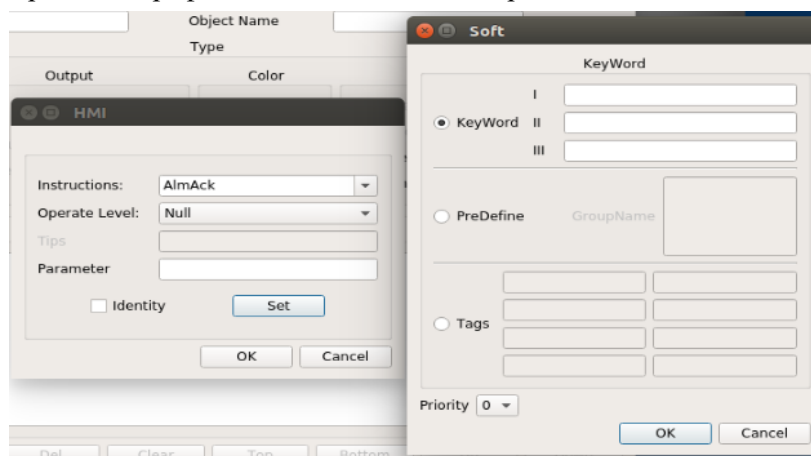 Object Name
Type
Output Color
HMI
Instructions: AlmAck
Operate Level: Null
Tips
Parameter
Identity Set
OK Cancel
Del Clear Top Bottom
Soft
KeyWord
I
KeyWord II
III
PreDefine GroupName
Tags
Priority 0
OK Cancel